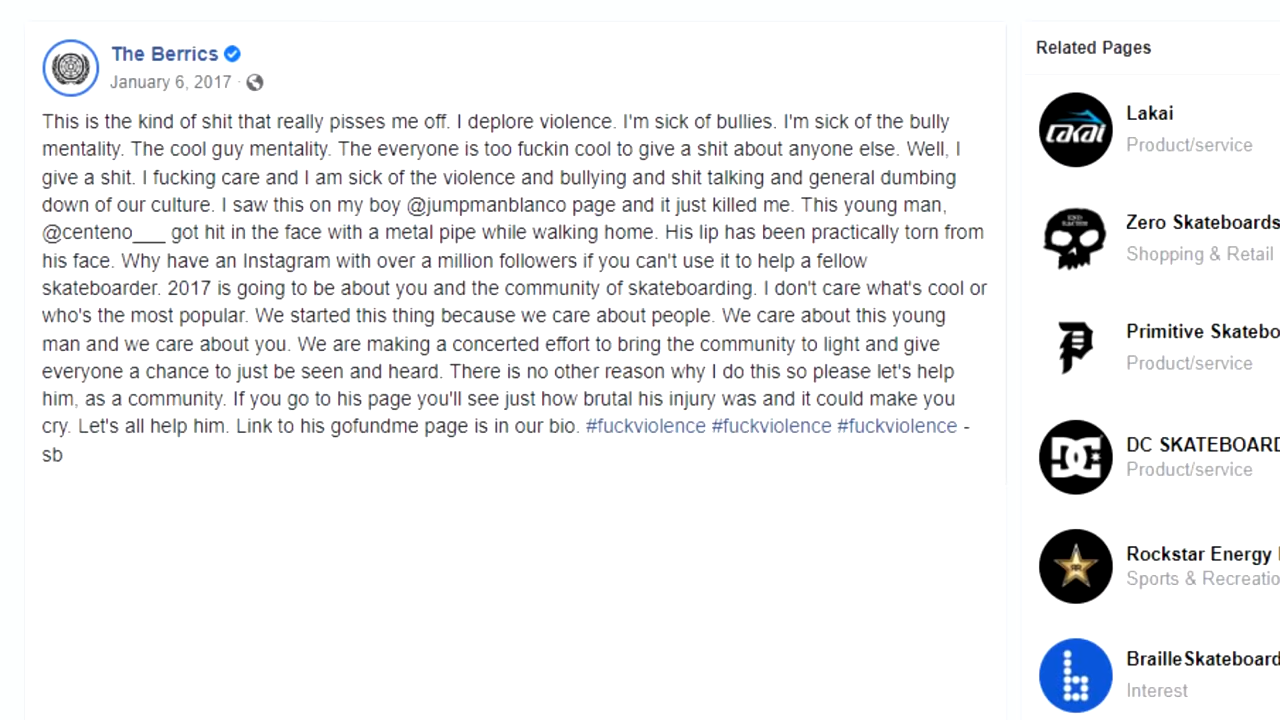 The Berrics
January 6, 2017 ·
This is the kind of shit that really pisses me off. I deplore violence. I'm sick of bullies. I'm sick of the bully
mentality. The cool guy mentality. The everyone is too fuckin cool to give a shit about anyone else. Well, I
give a shit. I fucking care and I am sick of the violence and bullying and shit talking and general dumbing
down of our culture. I saw this on my boy @jumpmanblanco page and it just killed me. This young man,
@centeno___ got hit in the face with a metal pipe while walking home. His lip has been practically torn from
his face. Why have an Instagram with over a million followers if you can't use it to help a fellow
skateboarder. 2017 is going to be about you and the community of skateboarding. I don't care what's cool or
who's the most popular. We started this thing because we care about people. We care about this young
man and we care about you. We are making a concerted effort to bring the community to light and give
everyone a chance to just be seen and heard. There is no other reason why I do this so please let's help
him, as a community. If you go to his page you'll see just how brutal his injury was and it could make you
cry. Let's all help him. Link to his gofundme page is in our bio. #fuckviolence #fuckviolence #fuckviolence -
sb
Related Pages
LAKAI
Lakai
Product/service
END
RACISM
Zero Skateboards
Shopping & Retail
P
Primitive Skatebo
Product/service
DC
DC SKATEBOARD
Product/service
RR
Rockstar Energy
Sports & Recreatio
b
BrailleSkateboard
Interest